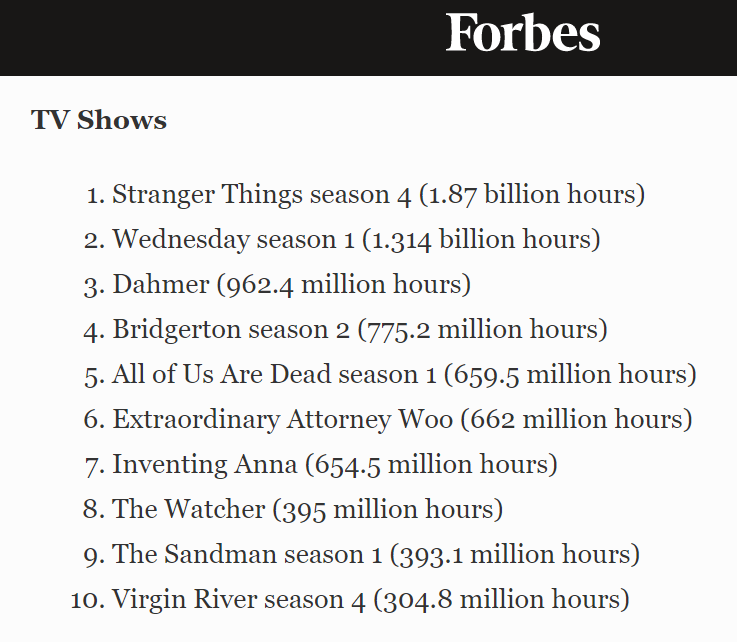 Forbes
TV Shows
1. Stranger Things season 4 (1.87 billion hours)
2. Wednesday season 1 (1.314 billion hours)
3. Dahmer (962.4 million hours)
4. Bridgerton season 2 (775.2 million hours)
5. All of Us Are Dead season 1 (659.5 million hours)
6. Extraordinary Attorney Woo (662 million hours)
7. Inventing Anna (654.5 million hours)
8. The Watcher (395 million hours)
9. The Sandman season 1 (393.1 million hours)
10. Virgin River season 4 (304.8 million hours)